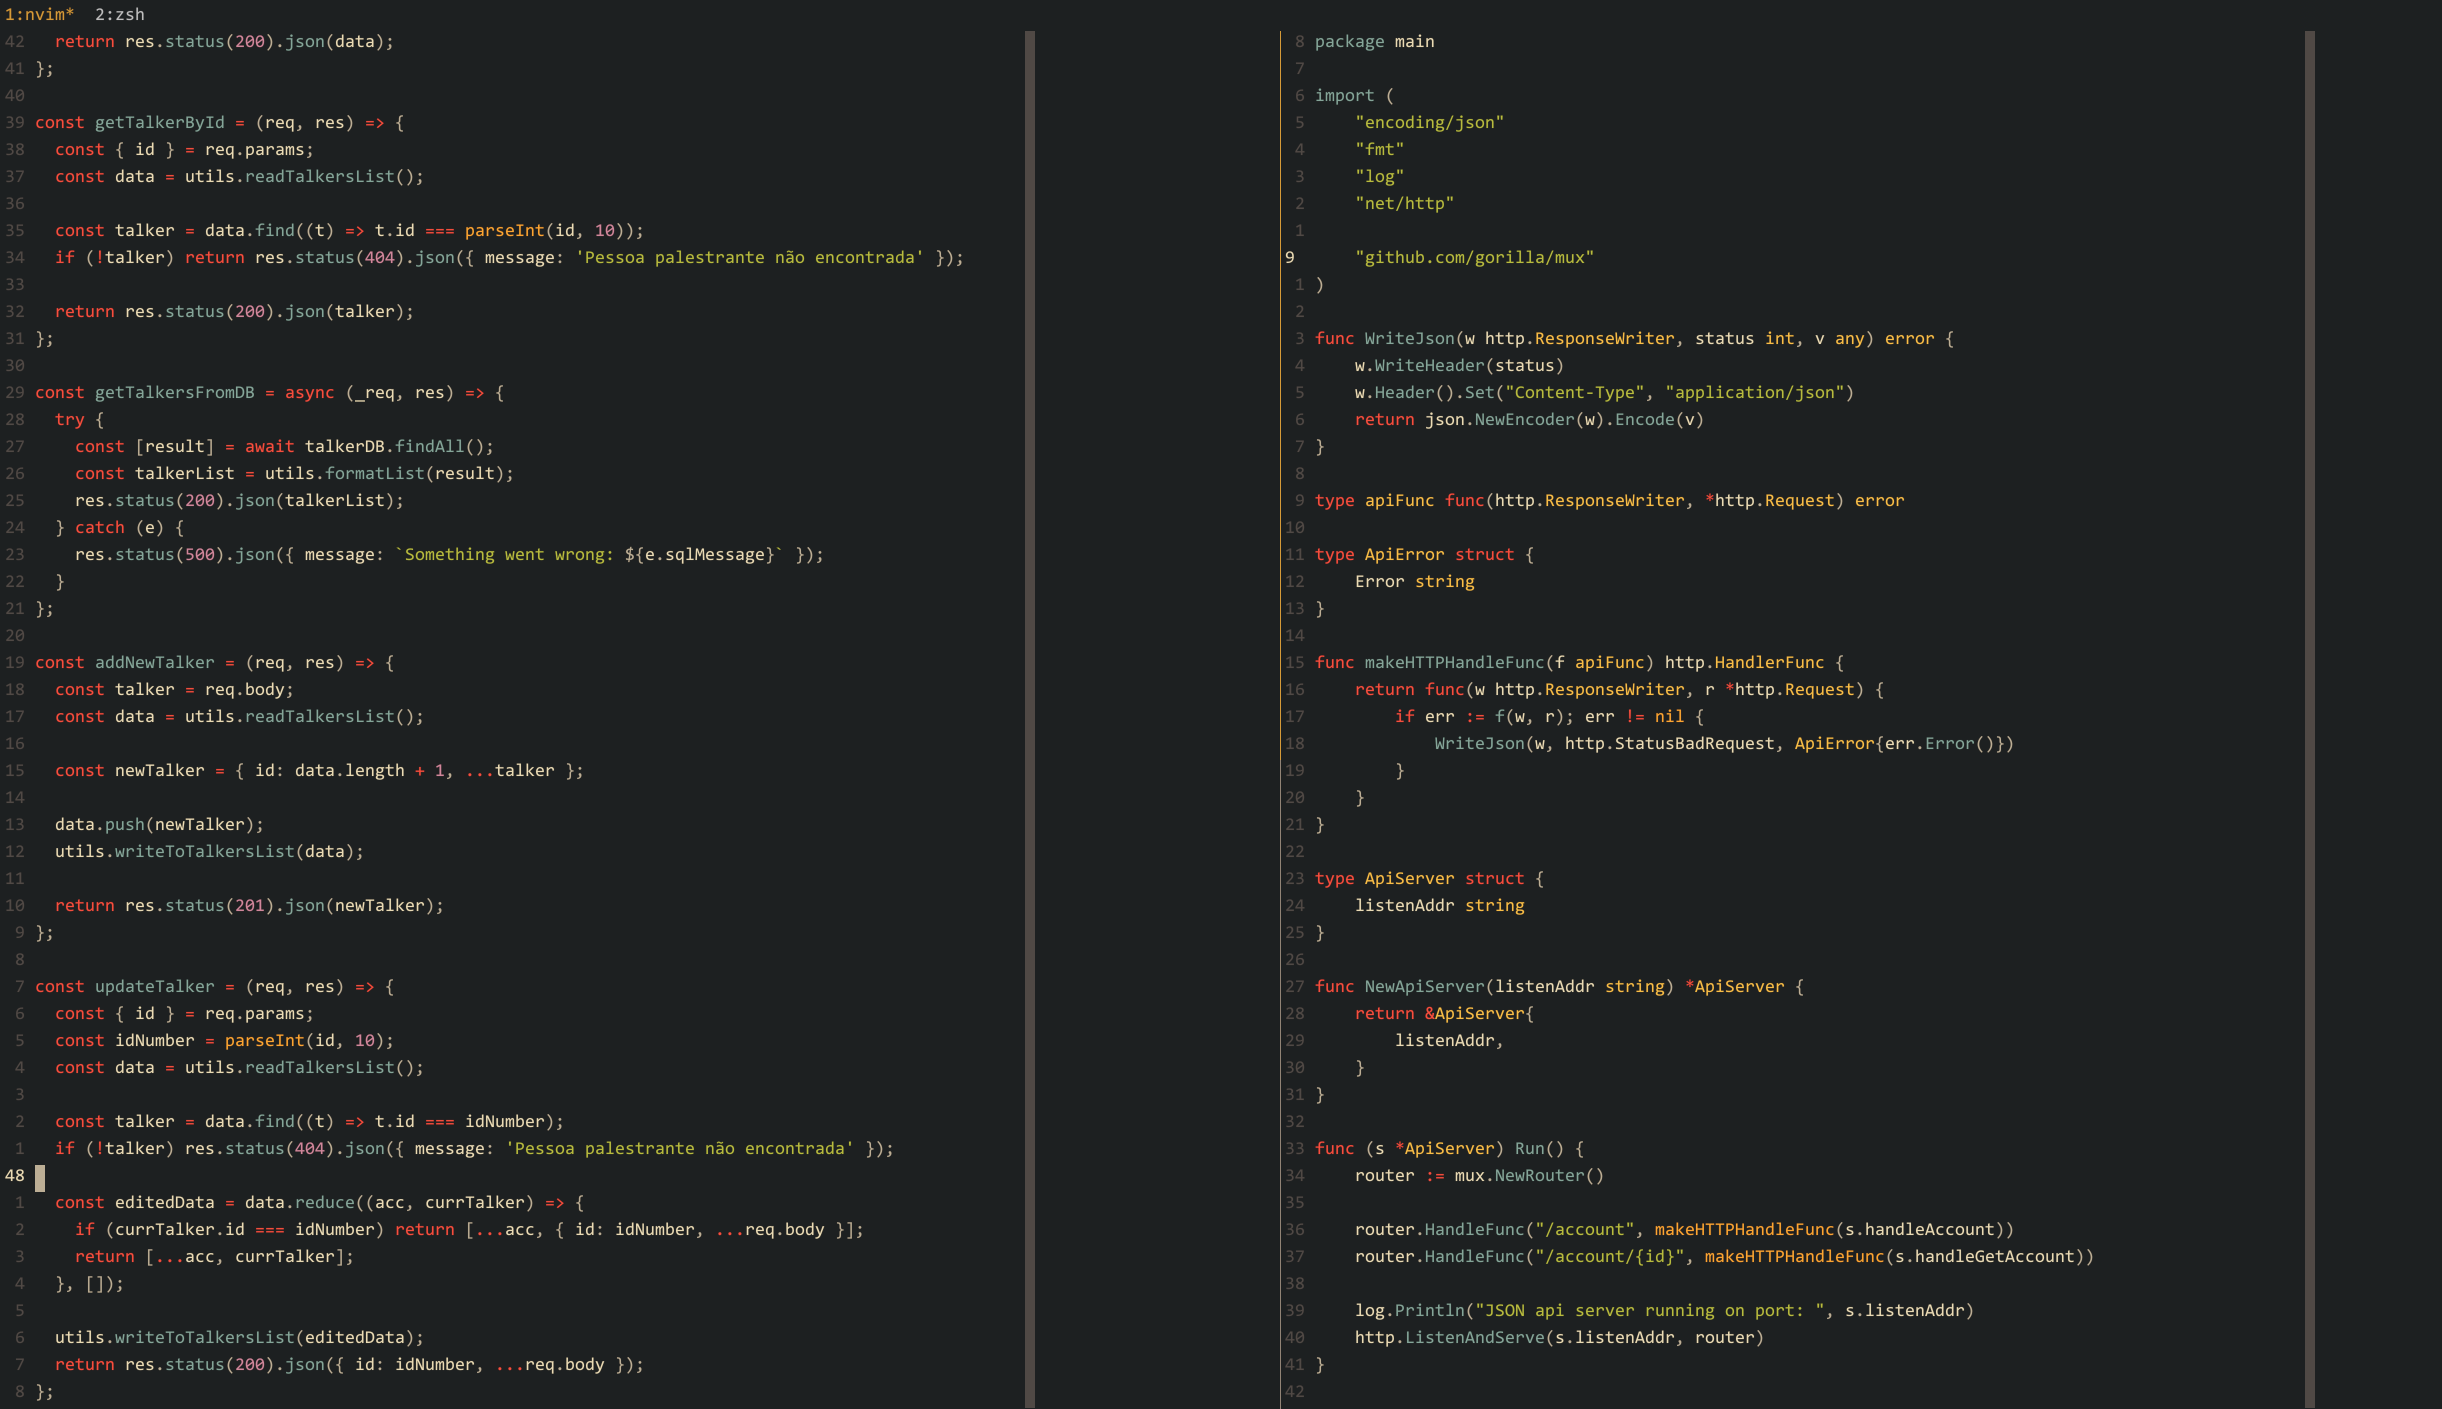 1:nvim*  2:zsh
42   return res.status(200).json(data);
41 };
40
39 const getTalkerById = (req, res) => {
38   const { id } = req.params;
37   const data = utils.readTalkersList();
36
35   const talker = data.find((t) => t.id === parseInt(id, 10));
34   if (!talker) return res.status(404).json({ message: 'Pessoa palestrante não encontrada' });
33
32   return res.status(200).json(talker);
31 };
30
29 const getTalkersFromDB = async (_req, res) => {
28   try {
27     const [result] = await talkerDB.findAll();
26     const talkerList = utils.formatList(result);
25     res.status(200).json(talkerList);
24   } catch (e) {
23     res.status(500).json({ message: `Something went wrong: ${e.sqlMessage}` });
22   }
21 };
20
19 const addNewTalker = (req, res) => {
18   const talker = req.body;
17   const data = utils.readTalkersList();
16
15   const newTalker = { id: data.length + 1, ...talker };
14
13   data.push(newTalker);
12   utils.writeToTalkersList(data);
11
10   return res.status(201).json(newTalker);
 9 };
 8
 7 const updateTalker = (req, res) => {
 6   const { id } = req.params;
 5   const idNumber = parseInt(id, 10);
 4   const data = utils.readTalkersList();
 3
 2   const talker = data.find((t) => t.id === idNumber);
 1   if (!talker) res.status(404).json({ message: 'Pessoa palestrante não encontrada' });
48
 1   const editedData = data.reduce((acc, currTalker) => {
 2     if (currTalker.id === idNumber) return [...acc, { id: idNumber, ...req.body }];
 3     return [...acc, currTalker];
 4   }, []);
 5
 6   utils.writeToTalkersList(editedData);
 7   return res.status(200).json({ id: idNumber, ...req.body });
 8 };
 8 package main
 7
 6 import (
 5     "encoding/json"
 4     "fmt"
 3     "log"
 2     "net/http"
 1
9      "github.com/gorilla/mux"
 1 )
 2
 3 func WriteJson(w http.ResponseWriter, status int, v any) error {
 4     w.WriteHeader(status)
 5     w.Header().Set("Content-Type", "application/json")
 6     return json.NewEncoder(w).Encode(v)
 7 }
 8
 9 type apiFunc func(http.ResponseWriter, *http.Request) error
10
11 type ApiError struct {
12     Error string
13 }
14
15 func makeHTTPHandleFunc(f apiFunc) http.HandlerFunc {
16     return func(w http.ResponseWriter, r *http.Request) {
17         if err := f(w, r); err != nil {
18             WriteJson(w, http.StatusBadRequest, ApiError{err.Error()})
19         }
20     }
21 }
22
23 type ApiServer struct {
24     listenAddr string
25 }
26
27 func NewApiServer(listenAddr string) *ApiServer {
28     return &ApiServer{
29         listenAddr,
30     }
31 }
32
33 func (s *ApiServer) Run() {
34     router := mux.NewRouter()
35
36     router.HandleFunc("/account", makeHTTPHandleFunc(s.handleAccount))
37     router.HandleFunc("/account/{id}", makeHTTPHandleFunc(s.handleGetAccount))
38
39     log.Println("JSON api server running on port: ", s.listenAddr)
40     http.ListenAndServe(s.listenAddr, router)
41 }
42